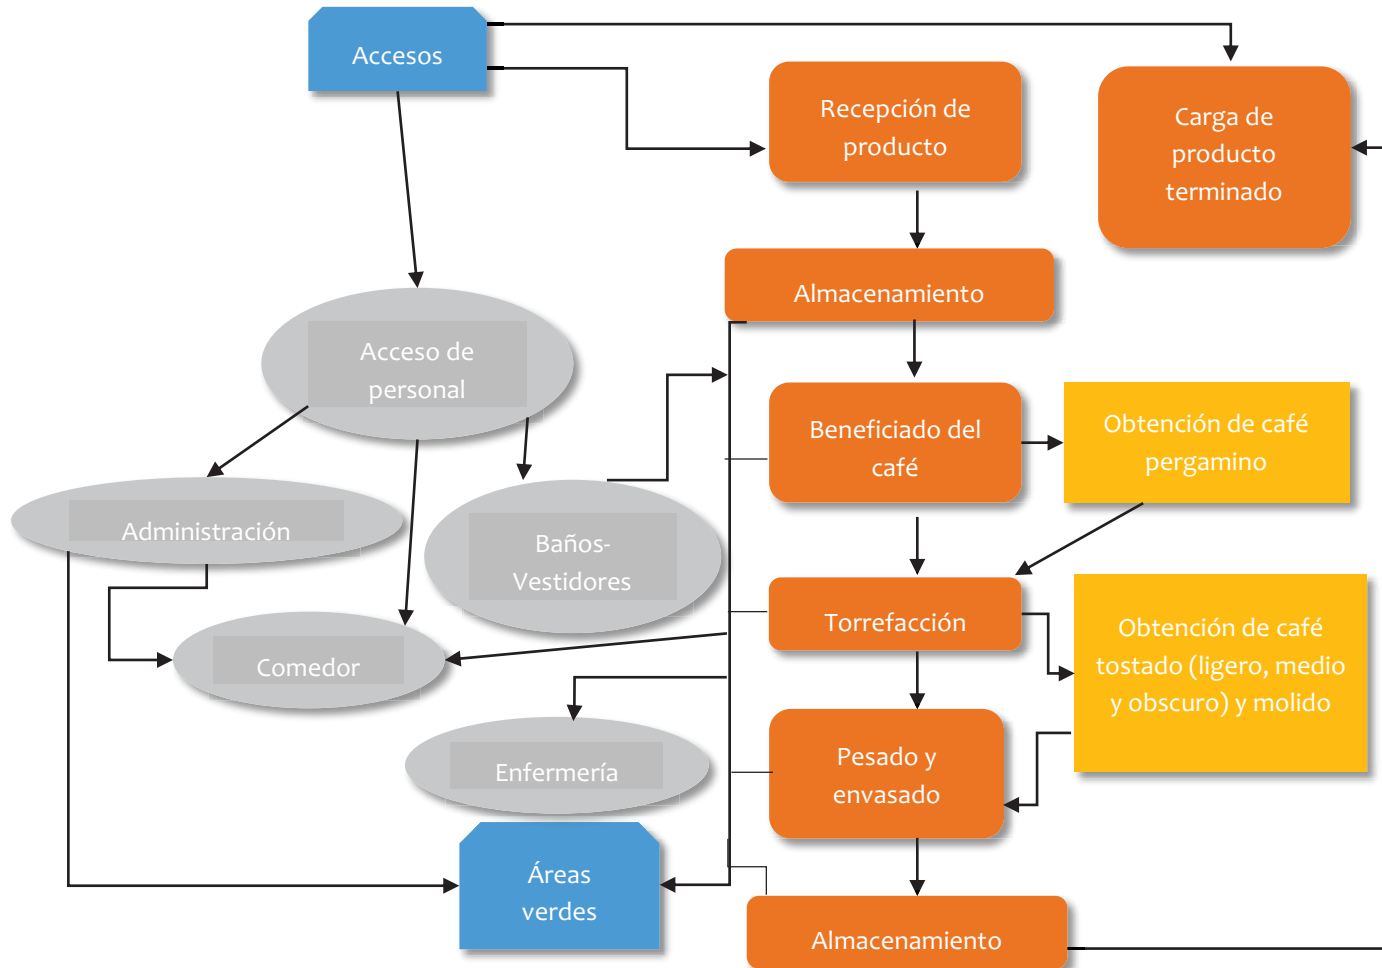 Accesos
Recepción de
producto
Carga de
producto
terminado
Almacenamiento
Acceso de
personal
Beneficiado del
café
Obtención de café
pergamino
Administración
Baños-
Vestidores
Torrefacción
Obtención de café
tostado (ligero, medio
y obscuro) y molido
Comedor
Pesado y
envasado
Enfermería
Áreas
verdes
Almacenamiento